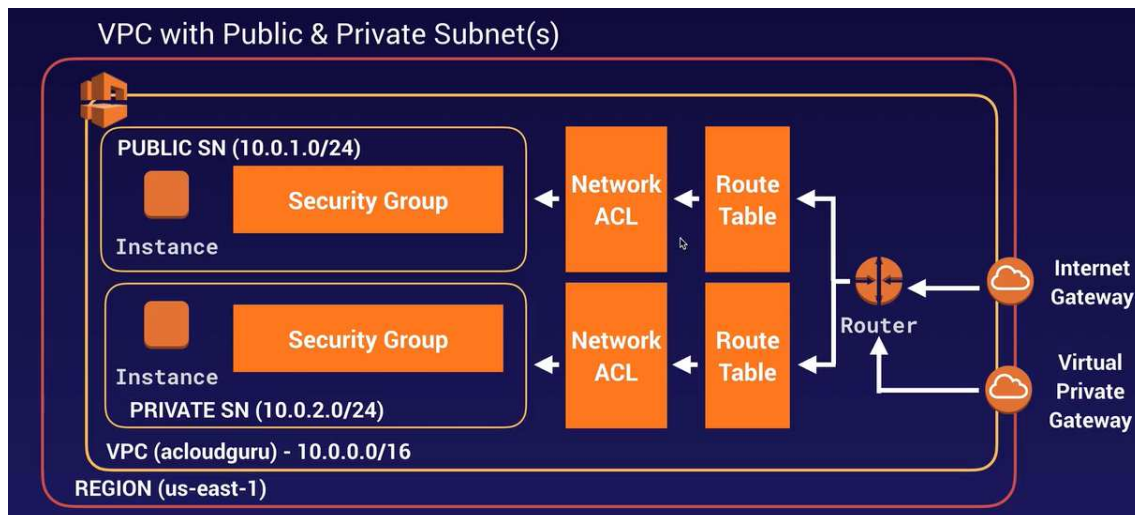 VPC with Public & Private Subnet(s)
PUBLIC SN (10.0.1.0/24)
Security Group
Instance
Network
ACL
Route
Table
Security Group
Instance
PRIVATE SN (10.0.2.0/24)
Network
ACL
Route
Table
Router
Internet
Gateway
Virtual
Private
Gateway
VPC (acloudguru) - 10.0.0.0/16
REGION (us-east-1)